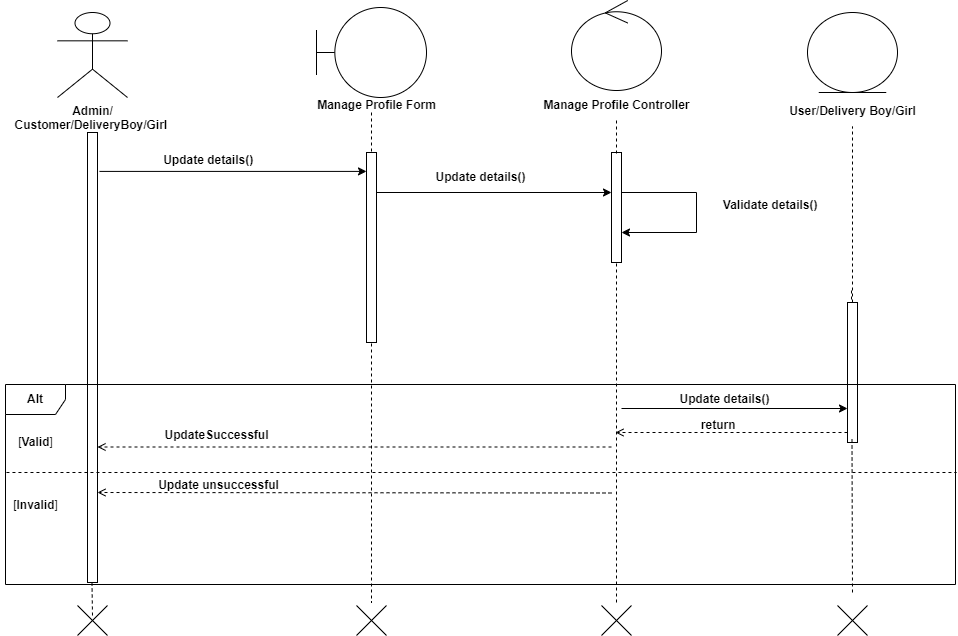 Admin/
Customer/DeliveryBoy/Girl
Manage Profile Form
Manage Profile Controller
User/Delivery Boy/Girl
Update details()
Update details()
Validate details()
Alt
Update details()
return
[Valid]
UpdateSuccessful
Update unsuccessful
[Invalid]